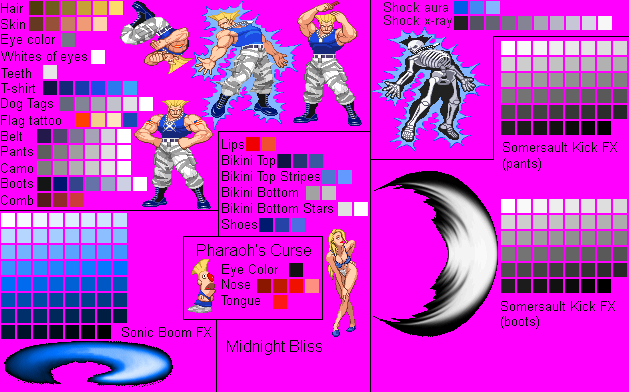 Hair
Skin
Eye color
Whites of eyes
Teeth
T-shirt
Dog Tags
Flag tattoo
Belt
Pants
Camo
Boots
Comb
Shock aura
Shock x-ray
Somersault Kick FX
(pants)
Lips
Bikini Top
Bikini Top Stripes
Bikini Bottom
Bikini Bottom Stars
Shoes
Pharaoh's Curse
Eye Color
Nose
Tongue
Sonic Boom FX
Midnight Bliss
Somersault Kick FX
(boots)